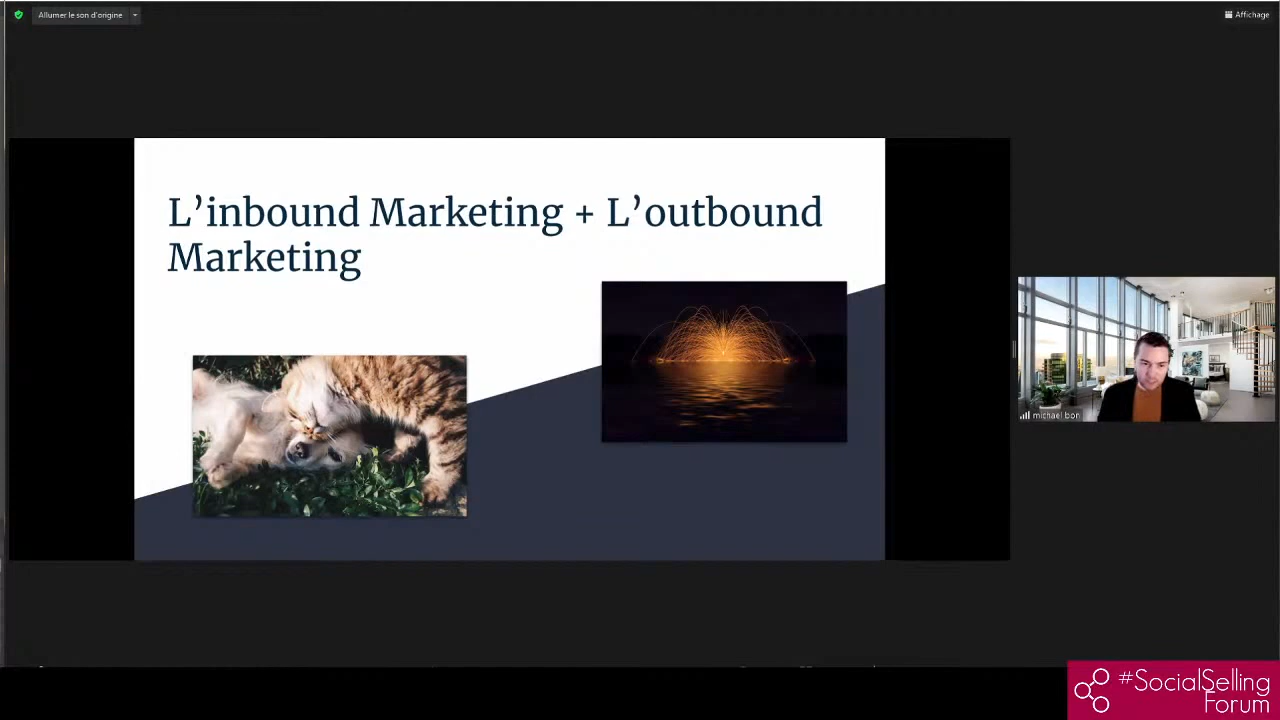 Allumer le son d'origine
Affichage
L'inbound Marketing + L'outbound
Marketing
michael bon
#SocialSelling
Forum